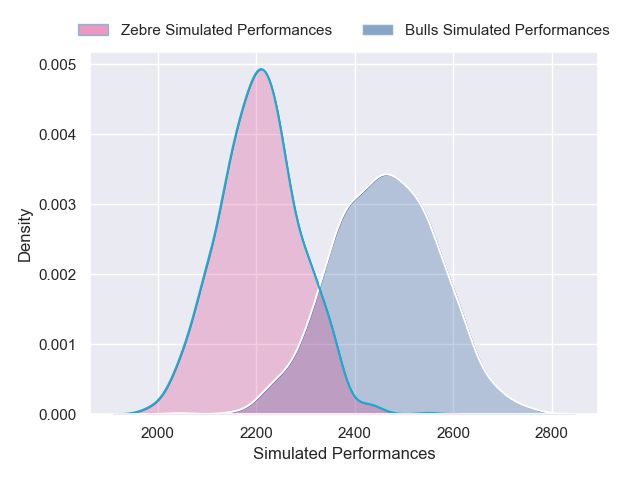 Zebre Simulated Performances Bulls Simulated Performances
0.005
0.004
0.003
0.002
0.001
0.000
Density
2000 2200 2400 2600 2800
Simulated Performances